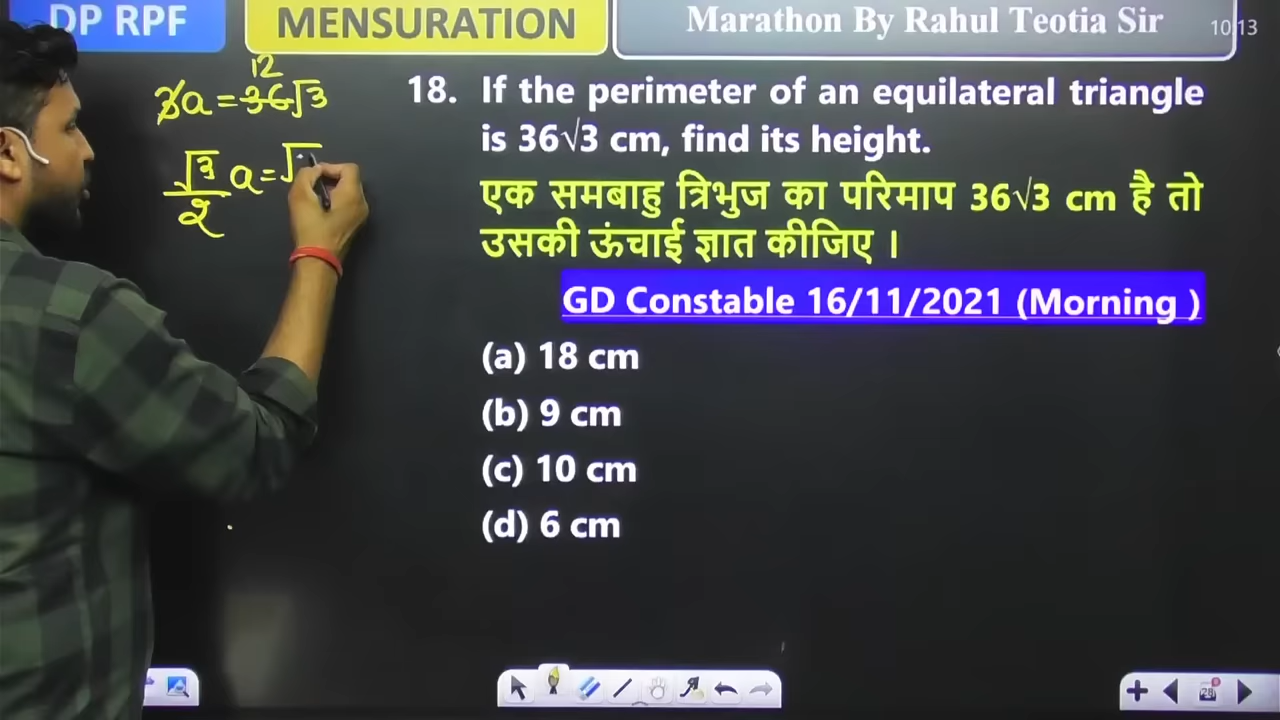 DP RPF
MENSURATION
Marathon By Rahul Teotia Sir
10:13
12
3a = 36√3
√3/2 a = √
18. If the perimeter of an equilateral triangle
is 36√3 cm, find its height.
एक समबाहु त्रिभुज का परिमाप 36√3 cm है तो
उसकी ऊंचाई ज्ञात कीजिए ।
GD Constable 16/11/2021 (Morning )
(a) 18 cm
(b) 9 cm
(c) 10 cm
(d) 6 cm
28